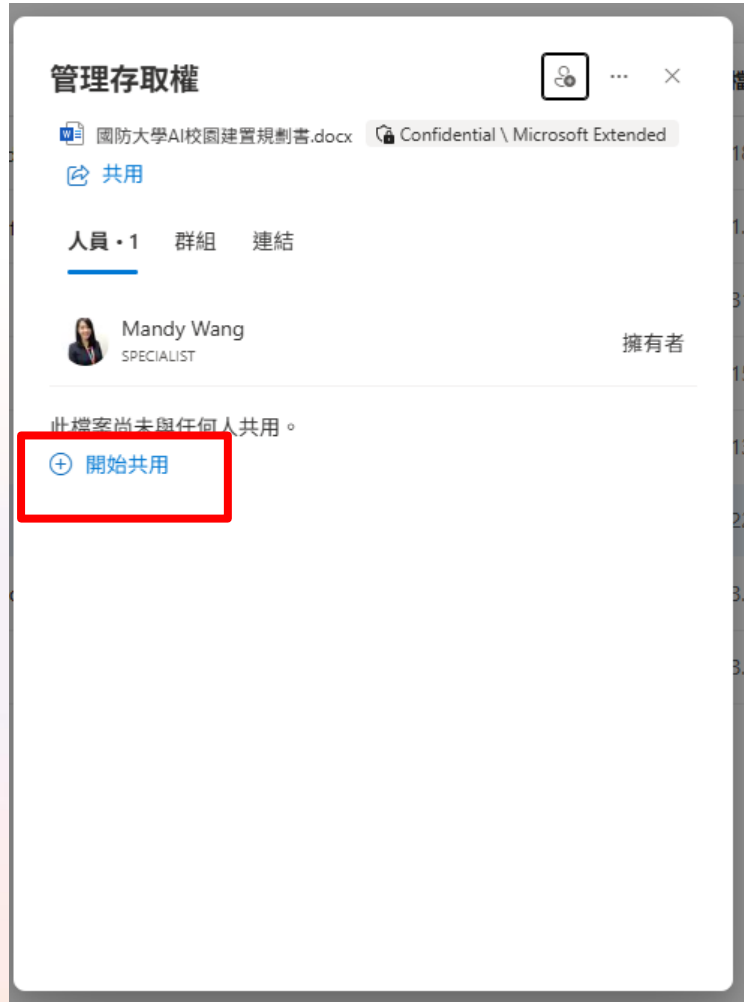 管理存取權
國防大學AI校園建置規劃書.docx Confidential \ Microsoft Extended
共用
人員・1 群組 連結
Mandy Wang
SPECIALIST
擁有者
此檔案尚未與任何人共用。
開始共用